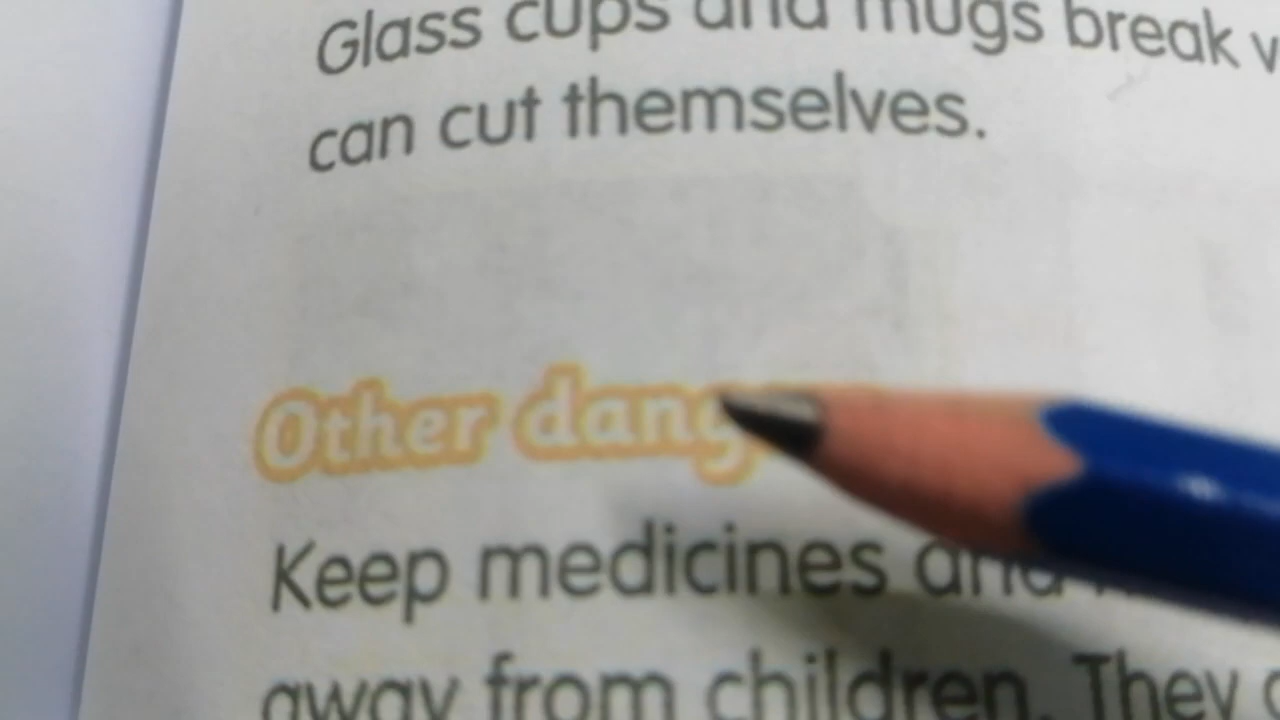 Glass cups and mugs break
can cut themselves.
Other dang
Keep medicines and
away from children. They